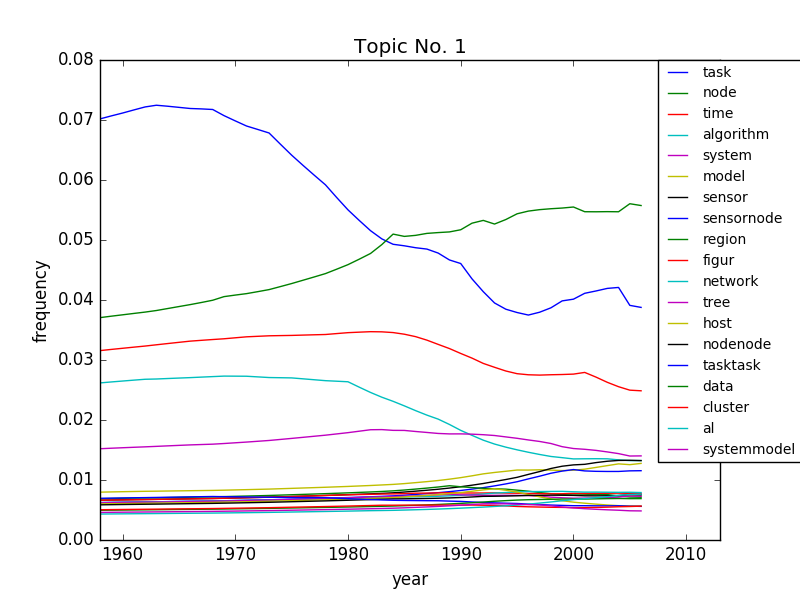 Topic No. 1
0.08
0.07
0.06
0.05
0.04
0.03
0.02
0.01
0.00
frequency
1960 1970 1980 1990 2000 2010
year
task
node
time
algorithm
system
model
sensor
sensornode
region
figur
network
tree
host
nodenode
tasktask
data
cluster
al
systemmodel